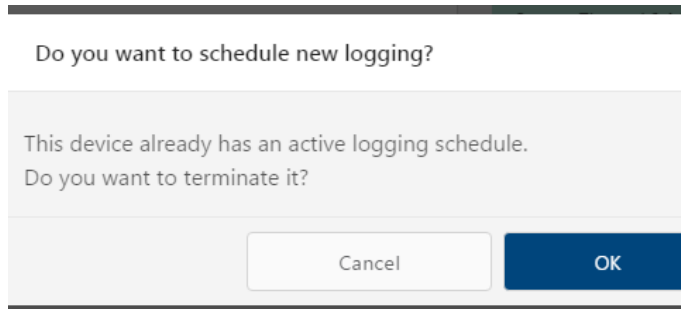 Do you want to schedule new logging?
This device already has an active logging schedule.
Do you want to terminate it?
Cancel
OK